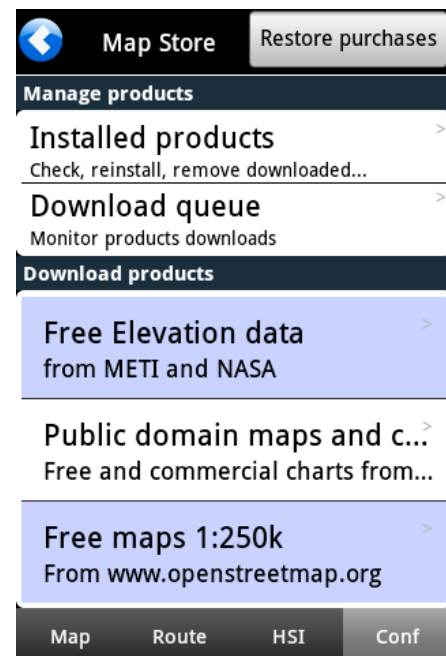 Map Store
Restore purchases
Manage products
Installed products
>
Check, reinstall, remove downloaded...
Download queue
>
Monitor products downloads
Download products
Free Elevation data
>
from METI and NASA
Public domain maps and c...
>
Free and commercial charts from...
Free maps 1:250k
>
From www.openstreetmap.org
Map Route HSI Conf